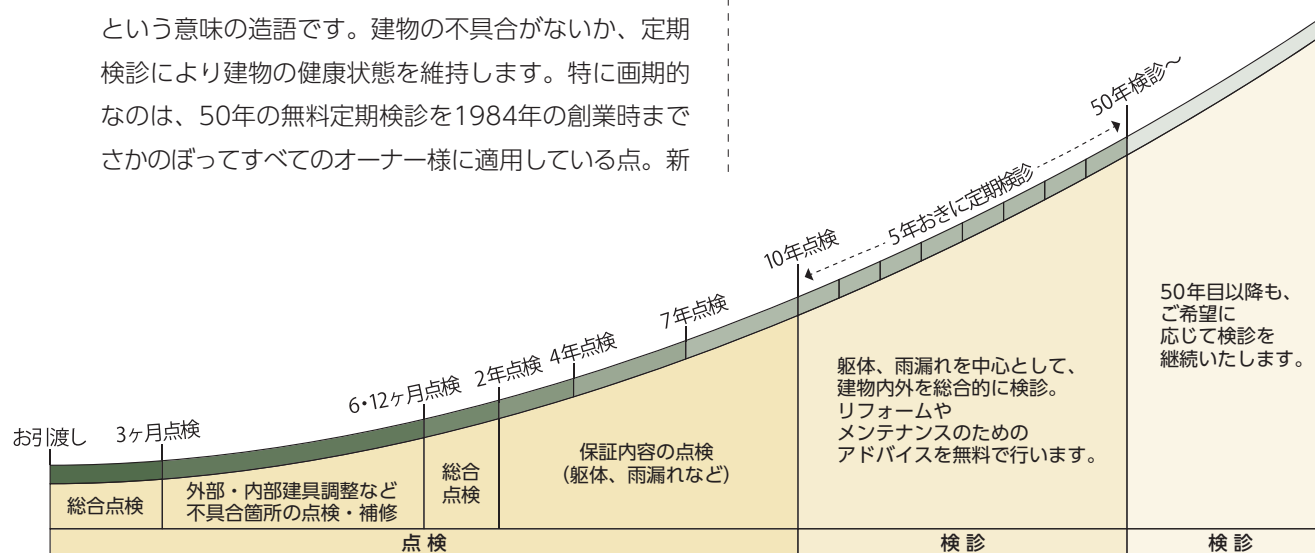 という意味の造語です。建物の不具合がないか、定期
検診により建物の健康状態を維持します。特に画期的
なのは、50年の無料定期検診を1984年の創業時まで
さかのぼってすべてのオーナー様に適用している点。新
お引渡し
3ヶ月点検
6・12ヶ月点検
2年点検
4年点検
7年点検
10年点検
5年おきに定期検診
50年検診〜
総合点検
外部・内部建具調整など
不具合箇所の点検・補修
総合
点検
保証内容の点検
(躯体、雨漏れなど)
躯体、雨漏れを中心として、
建物内外を総合的に検診。
リフォームや
メンテナンスのための
アドバイスを無料で行います。
50年目以降も、
ご希望に
応じて検診を
継続いたします。
点検
検診
検診